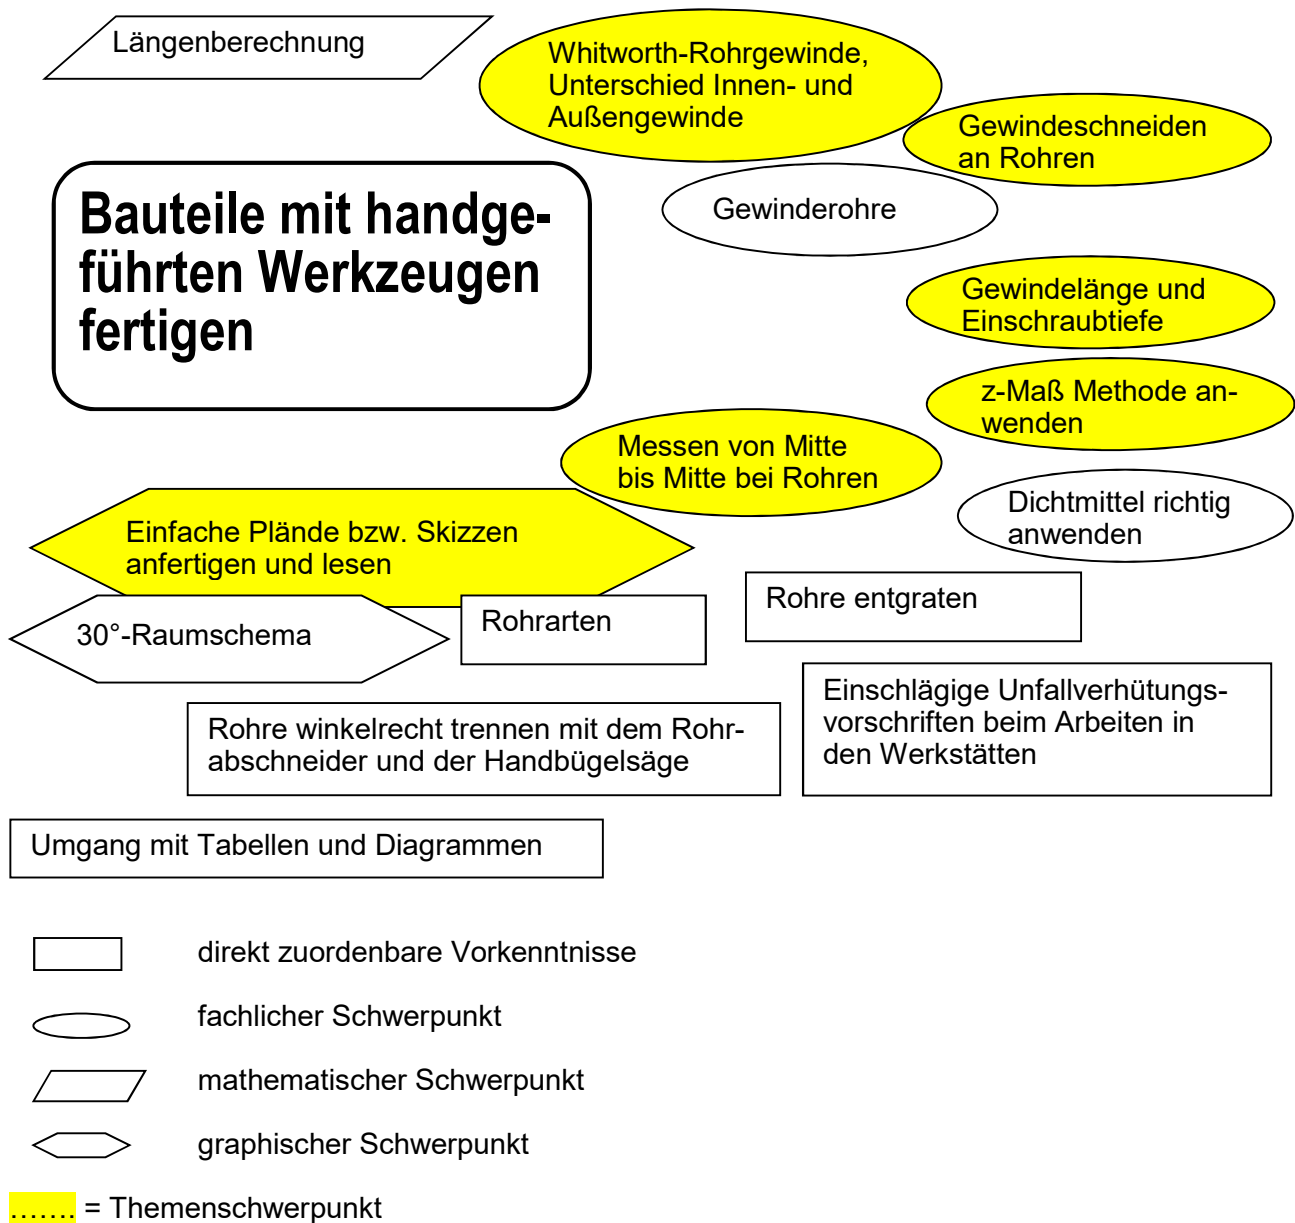 Längenberechnung
Whitworth-Rohrgewinde,
Unterschied Innen- und
Außengewinde
Gewindeschneiden
an Rohren
Bauteile mit handge-
führten Werkzeugen
fertigen
Gewinderohre
Gewindelänge und
Einschraubtiefe
z-Maß Methode an-
wenden
Messen von Mitte
bis Mitte bei Rohren
Dichtmittel richtig
anwenden
Einfache Plände bzw. Skizzen
anfertigen und lesen
Rohre entgraten
30°-Raumschema
Rohrarten
Einschlägige Unfallverhütungs-
vorschriften beim Arbeiten in
den Werkstätten
Rohre winkelrecht trennen mit dem Rohr-
abschneider und der Handbügelsäge
Umgang mit Tabellen und Diagrammen
direkt zuordenbare Vorkenntnisse
fachlicher Schwerpunkt
mathematischer Schwerpunkt
graphischer Schwerpunkt
....... = Themenschwerpunkt